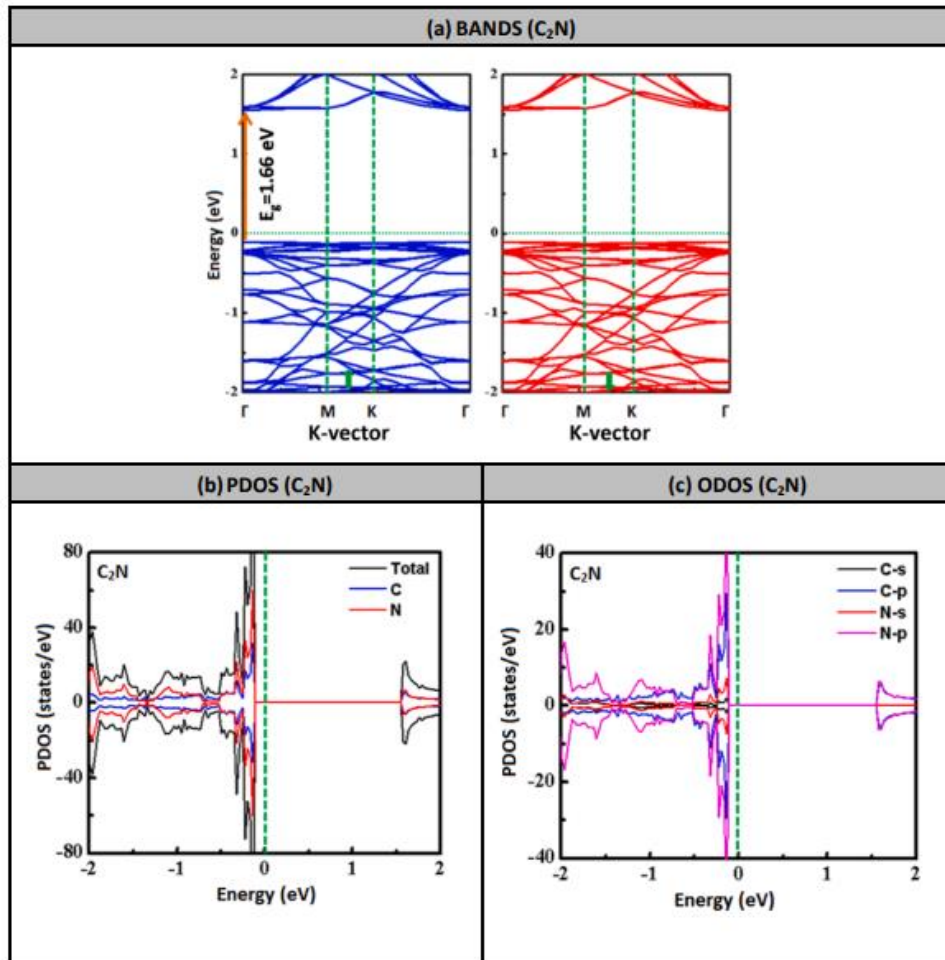 (a) BANDS (C₂N)
2
1
0
-1
-2
Energy (eV)
E_g=1.66 eV
Γ
M
K
Γ
K-vector
2
1
0
-1
-2
Γ
M
K
Γ
K-vector
(b) PDOS (C₂N)
(c) ODOS (C₂N)
C₂N
Total
C
N
80
40
0
-40
-80
PDOS (states/eV)
-2
-1
0
1
2
Energy (eV)
C₂N
C-s
C-p
N-s
N-p
40
20
0
-20
-40
PDOS (states/eV)
-2
-1
0
1
2
Energy (eV)